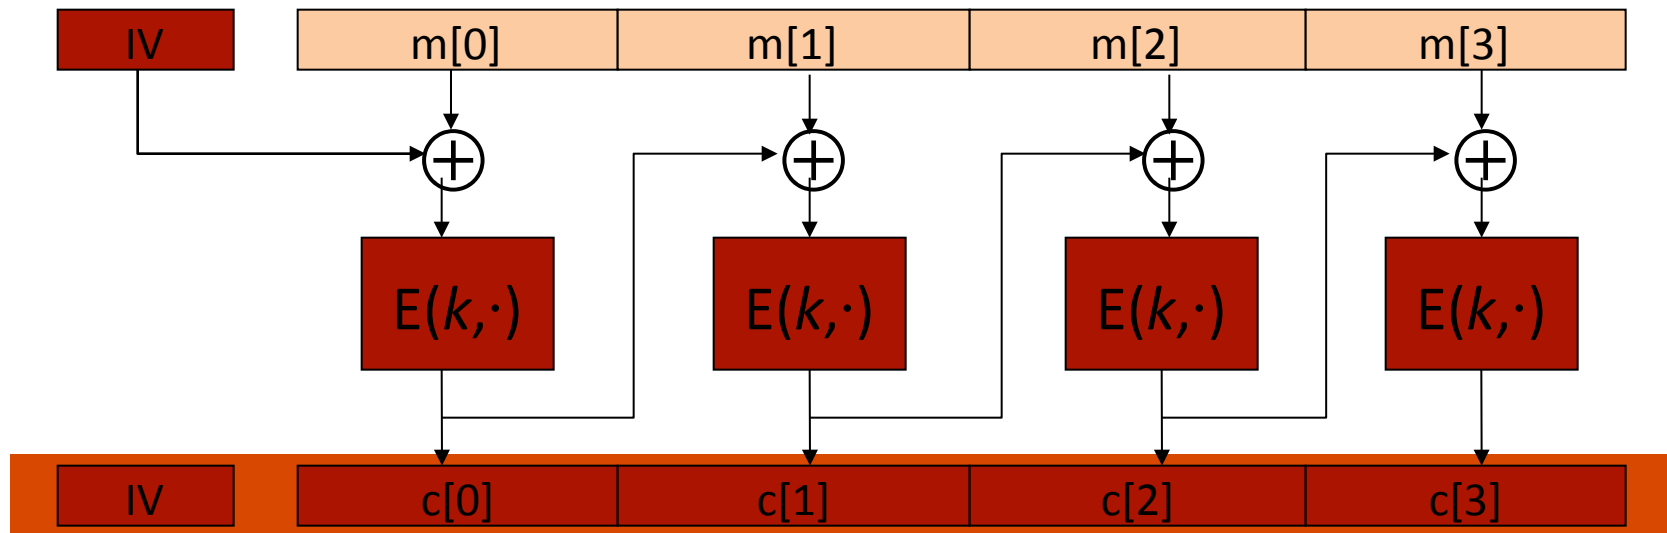 IV m[0] m[1] m[2] m[3]
E(k,·) E(k,·) E(k,·) E(k,·)
IV c[0] c[1] c[2] c[3]